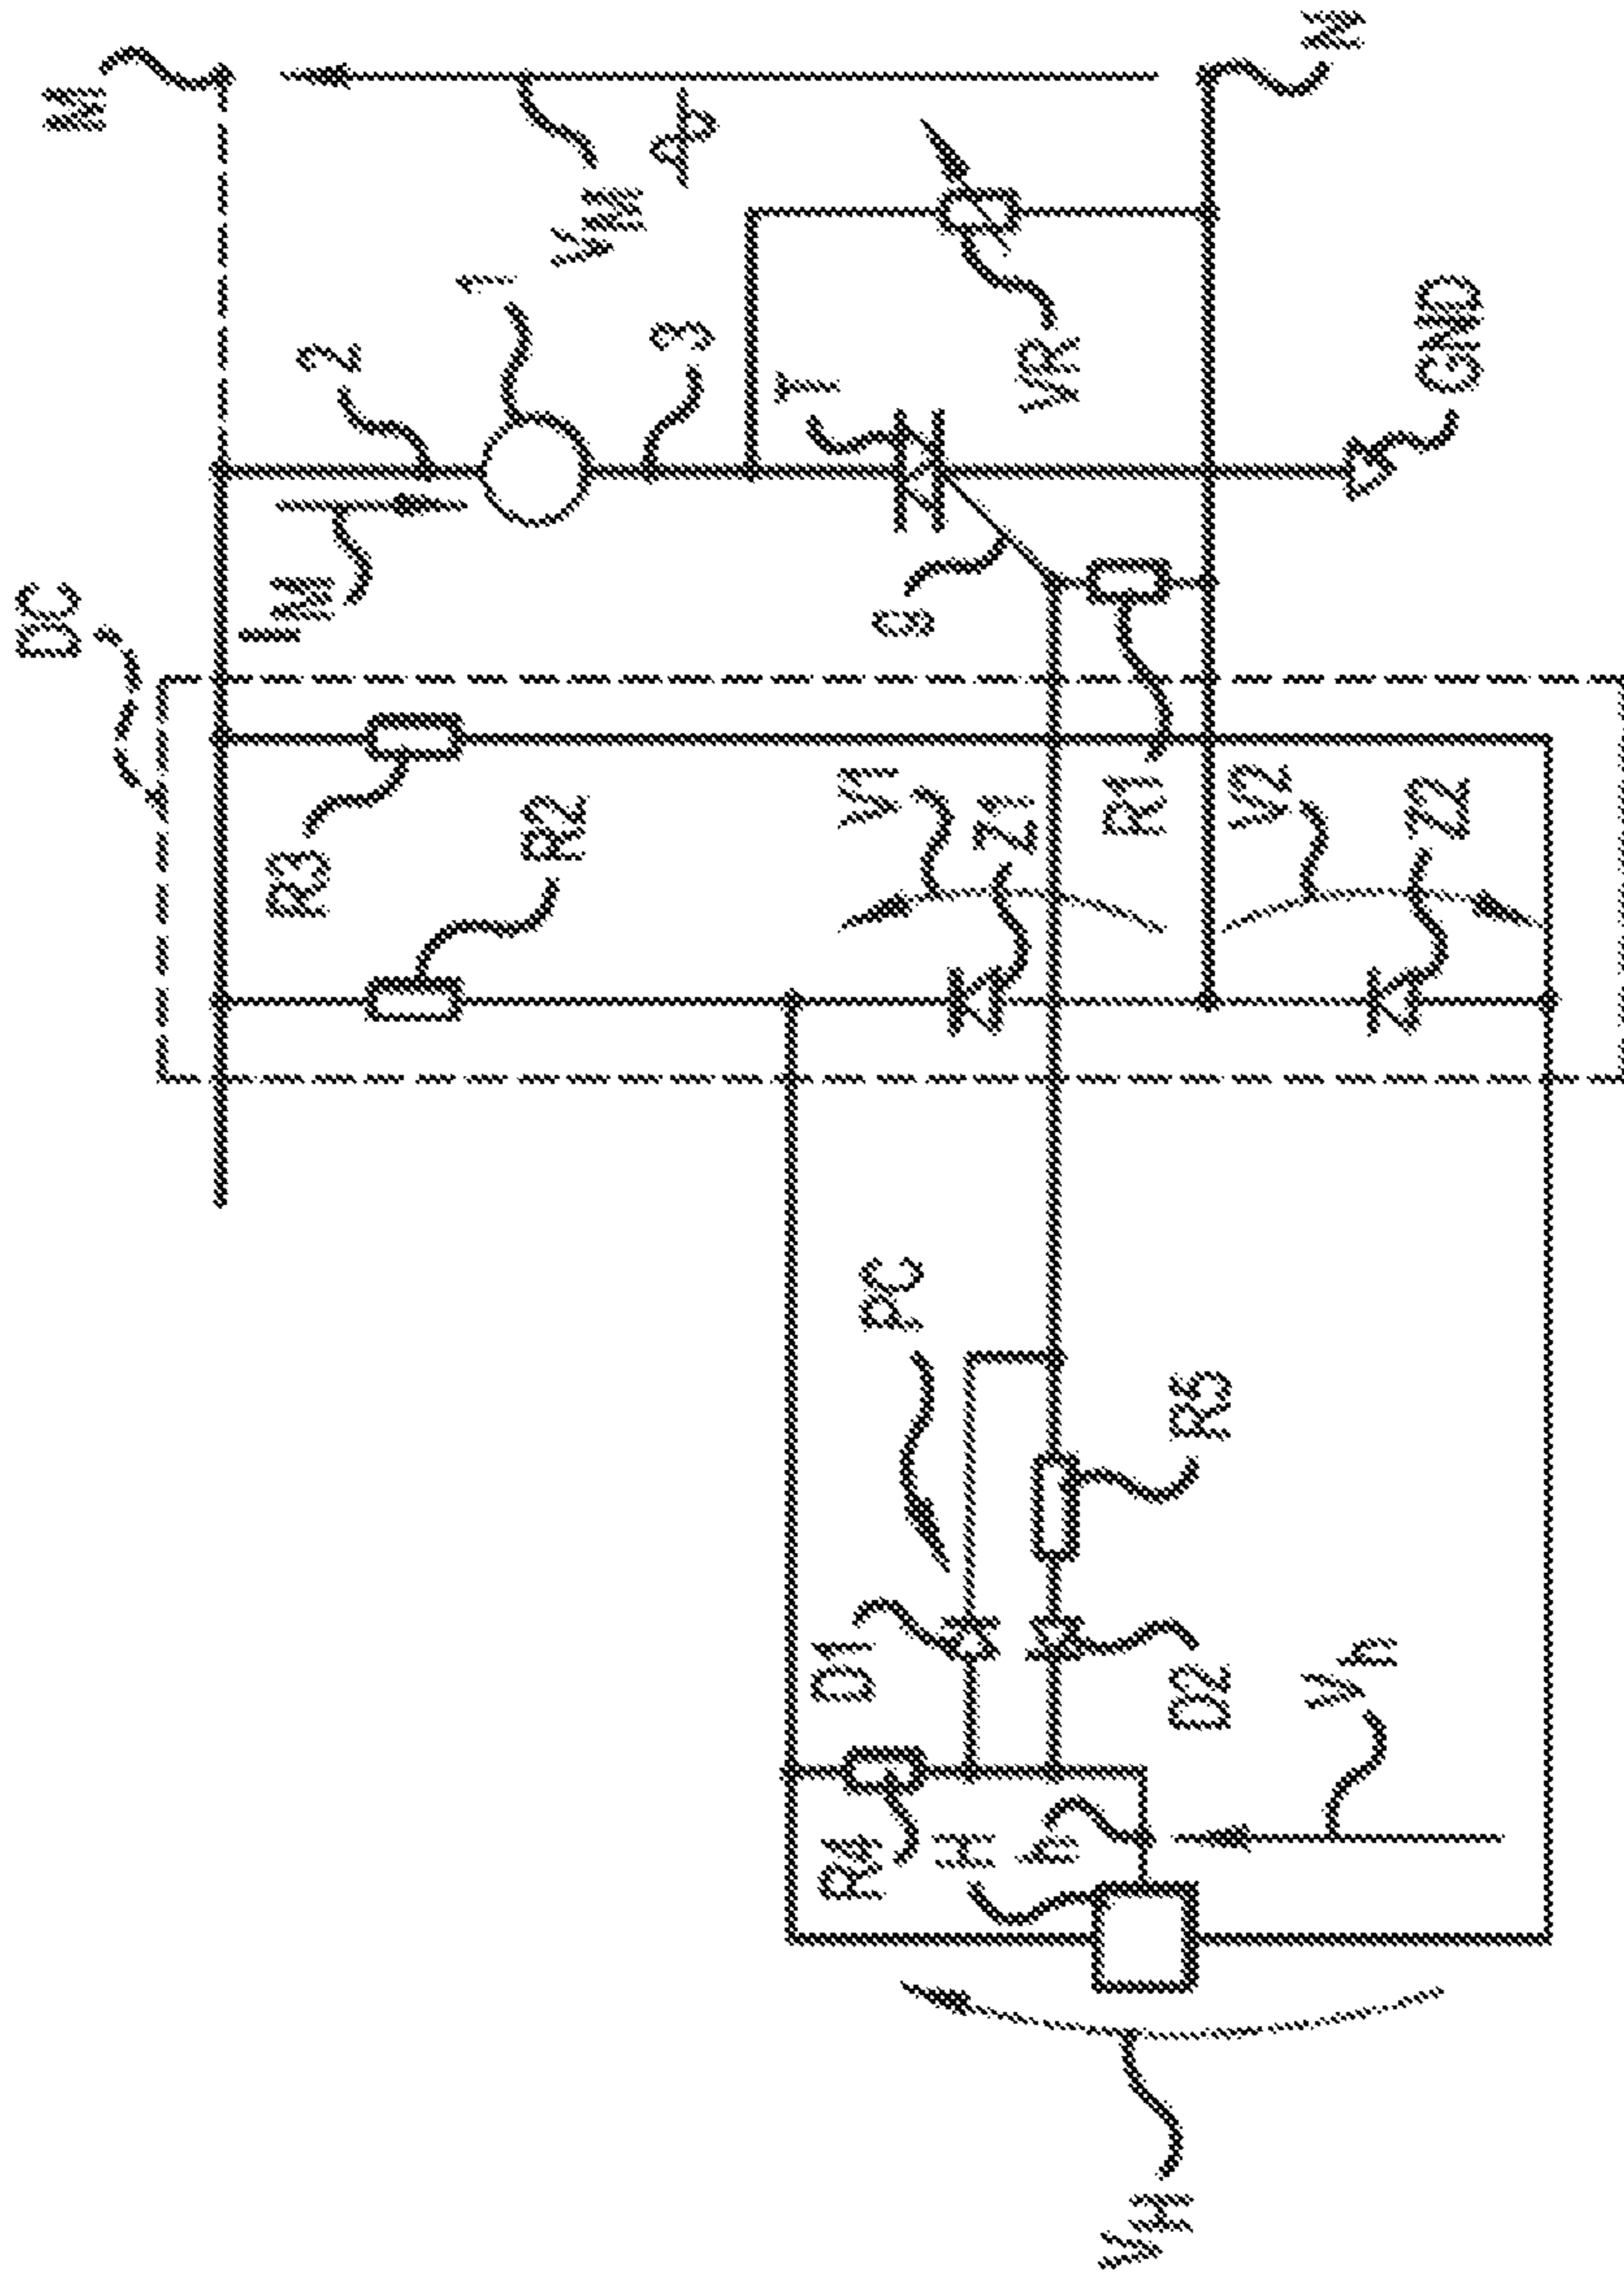 M
N
VM
1
2
3
T
VR
GND
IM
g
DC
R3
R2
V1
Z1
R1
V2
Z2
PC
R5
D1
D2
Vh
R4
H
h
VH